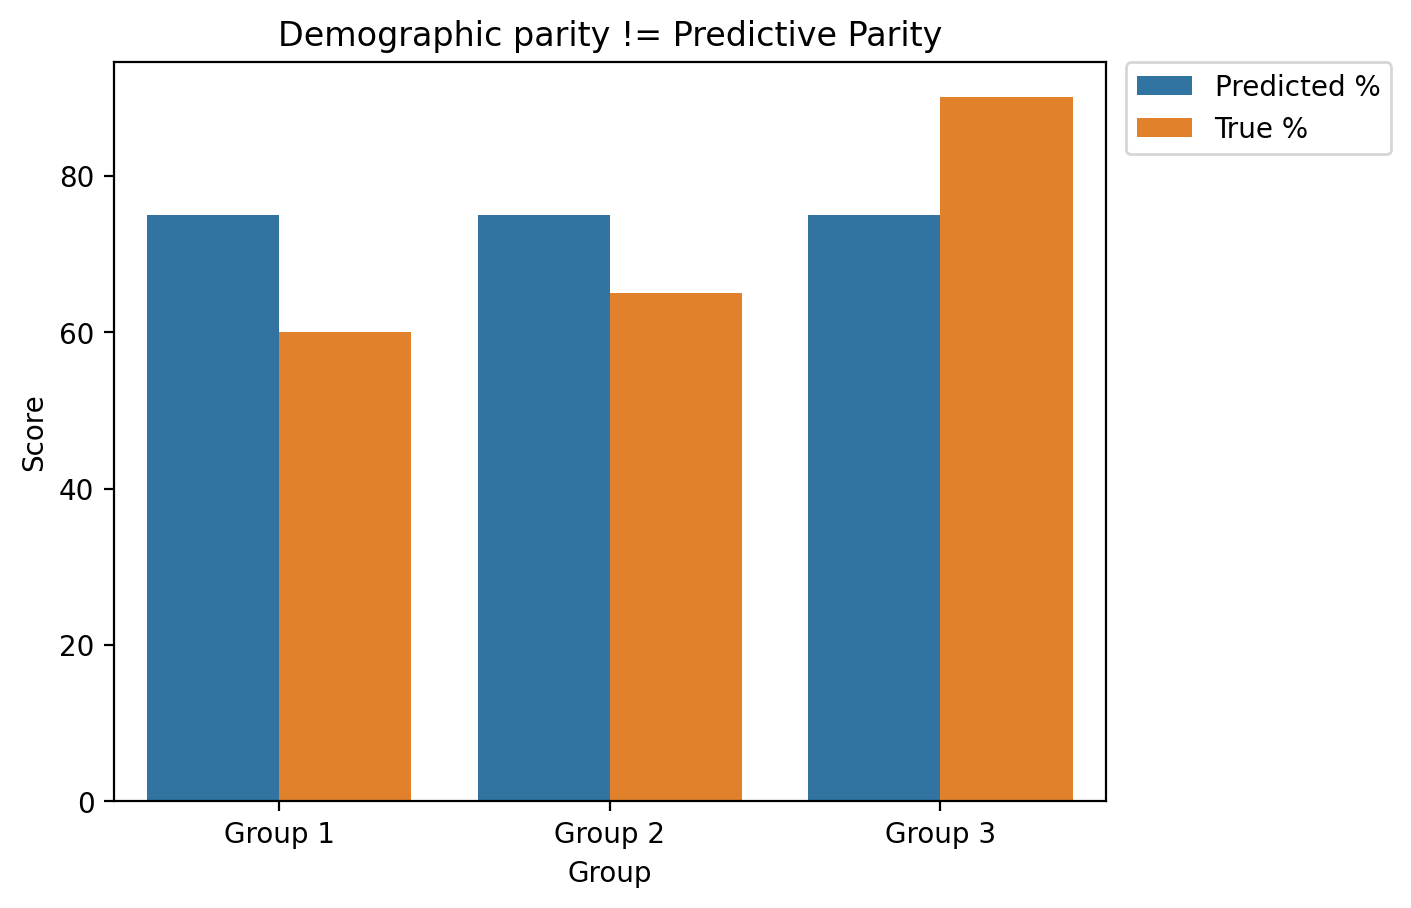 Demographic parity != Predictive Parity
Predicted %
True %
Score
80
60
40
20
0
Group 1
Group 2
Group 3
Group